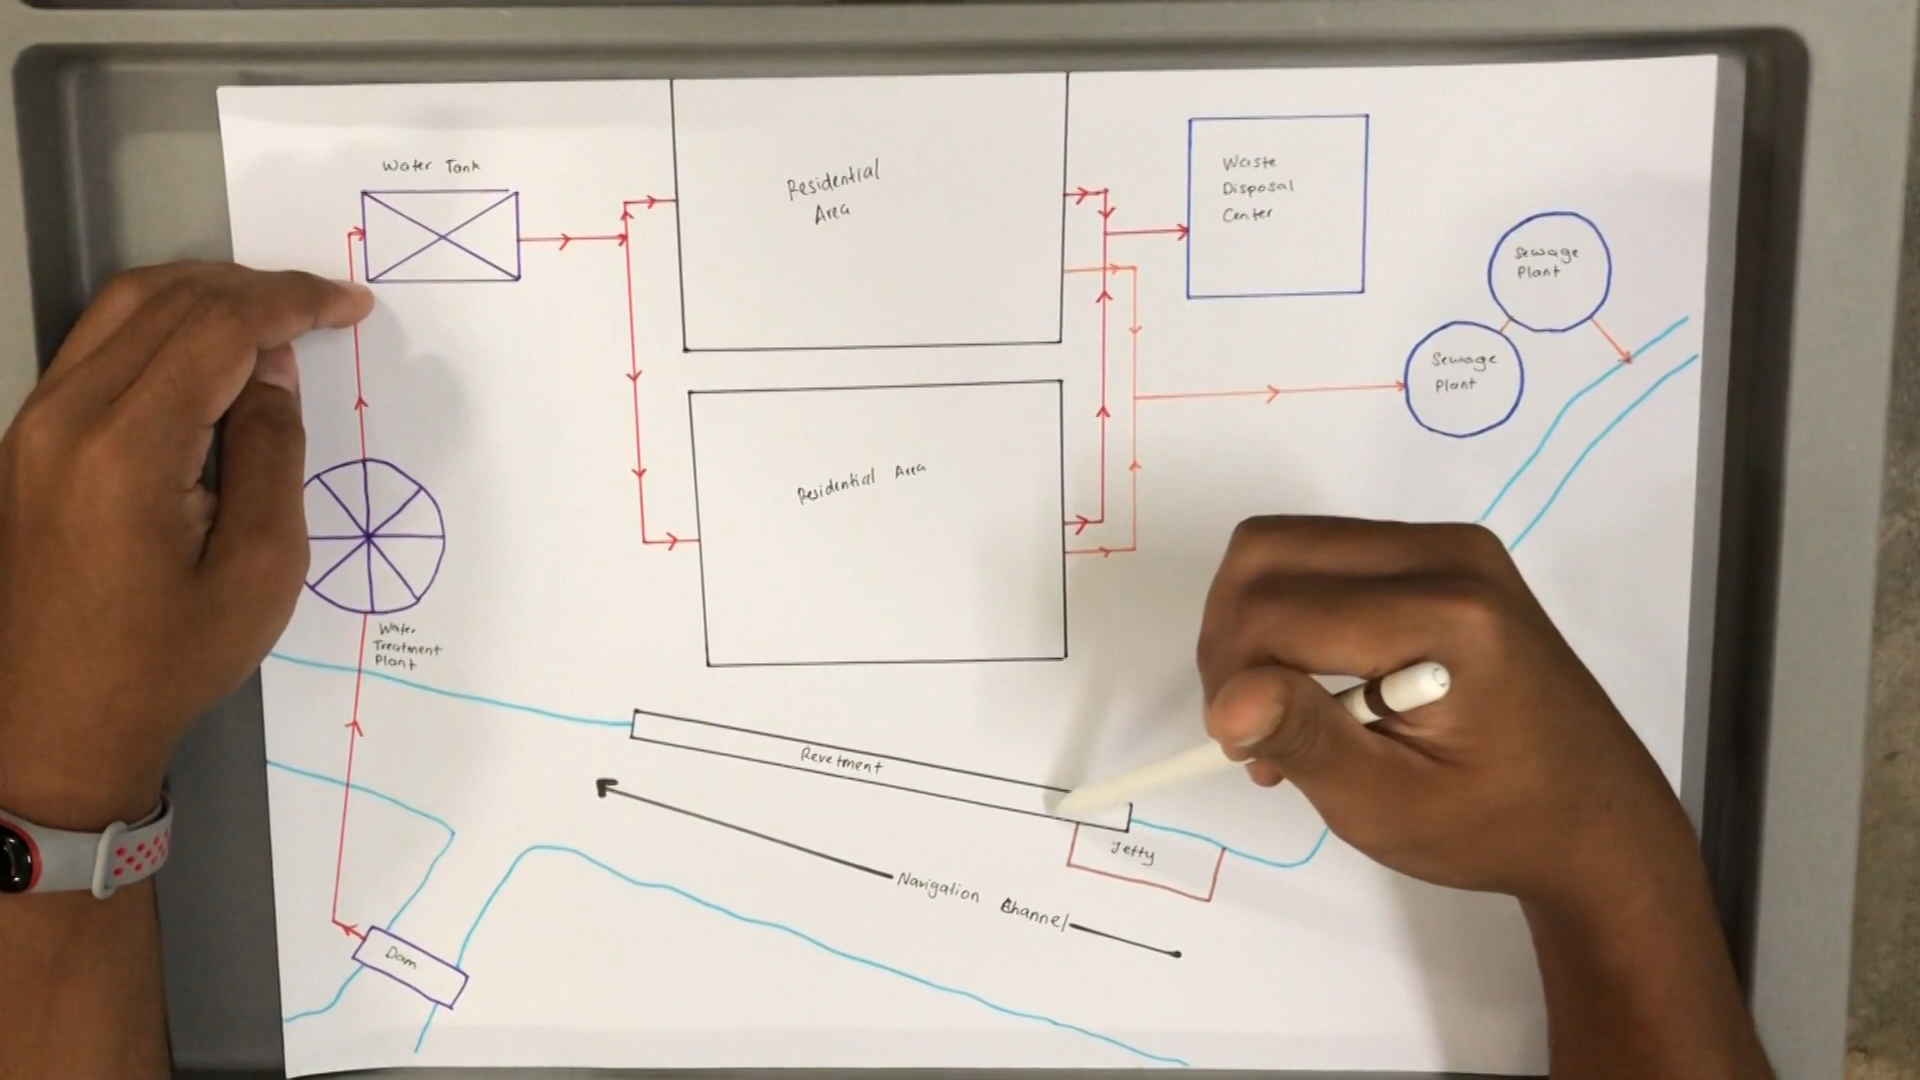 Water Tank
Residential
Area
Waste
Disposal
Center
Sewage
Plant
Sewage
Plant
Residential Area
Water
Treatment
Plant
Revetment
Jetty
Navigation Channel
Dam